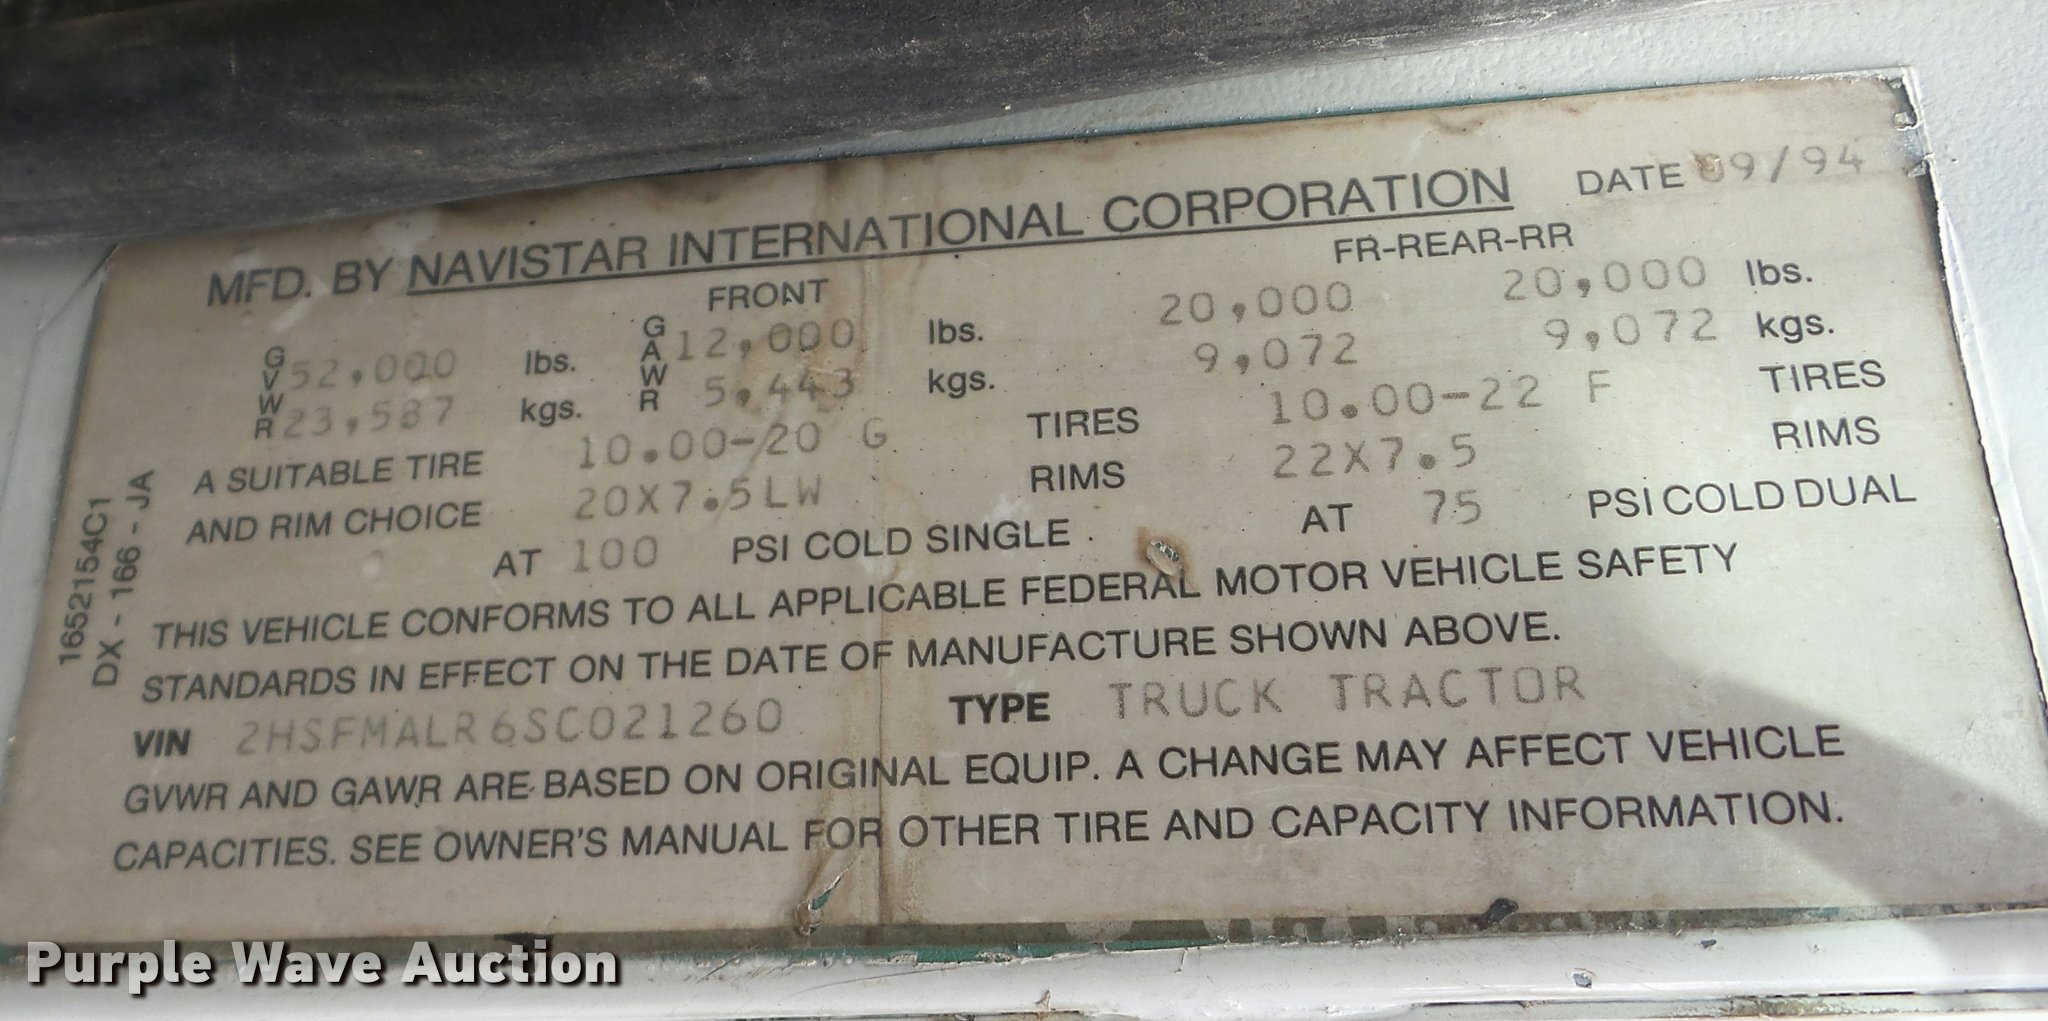 MFD. BY NAVISTAR INTERNATIONAL CORPORATION DATE 09/94
FRONT FR-REAR-RR
GVWR 52,000 lbs. GAWR 12,000 lbs. 20,000 20,000 lbs.
23,587 kgs. 5,443 kgs. 9,072 9,072 kgs.
A SUITABLE TIRE 10.00-20 G TIRES 10.00-22 F TIRES
AND RIM CHOICE 20X7.5LW RIMS 22X7.5 RIMS
AT 100 PSI COLD SINGLE . AT 75 PSI COLD DUAL
THIS VEHICLE CONFORMS TO ALL APPLICABLE FEDERAL MOTOR VEHICLE SAFETY
STANDARDS IN EFFECT ON THE DATE OF MANUFACTURE SHOWN ABOVE.
VIN 2HSFMALR6SC021260 TYPE TRUCK TRACTOR
GVWR AND GAWR ARE BASED ON ORIGINAL EQUIP. A CHANGE MAY AFFECT VEHICLE
CAPACITIES. SEE OWNER'S MANUAL FOR OTHER TIRE AND CAPACITY INFORMATION.
1652154C1
DX - 166 - JA
Purple Wave Auction